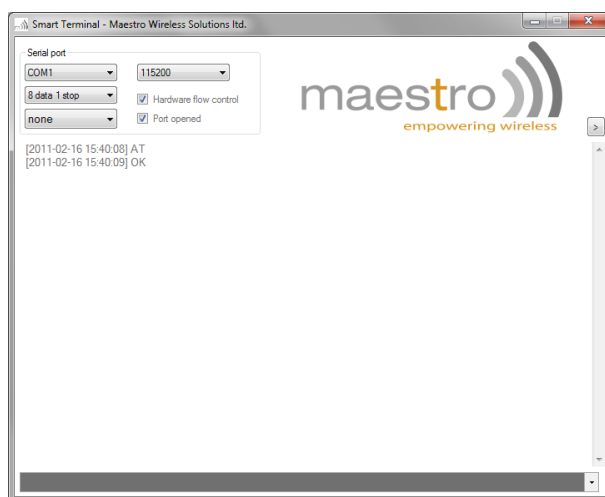 Smart Terminal - Maestro Wireless Solutions ltd.
Serial port
COM1
115200
8 data 1 stop
Hardware flow control
none
Port opened
maestro
empowering wireless
>
[2011-02-16 15:40:08] AT
[2011-02-16 15:40:09] OK